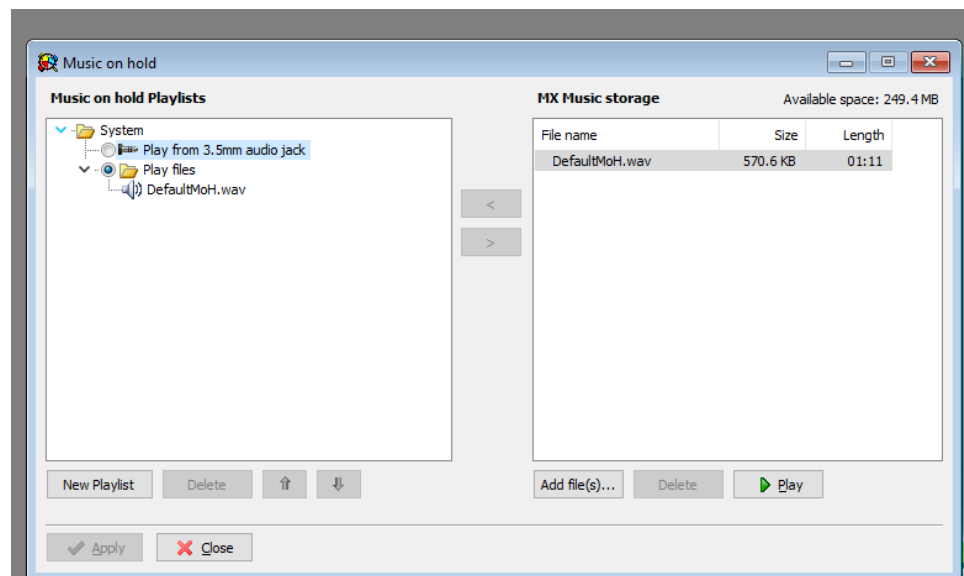 Music on hold
Music on hold Playlists
MX Music storage Available space: 249.4 MB
System
Play from 3.5mm audio jack
Play files
DefaultMoH.wav
<
>
File name Size Length
DefaultMoH.wav 570.6 KB 01:11
New Playlist Delete
Add file(s)... Delete Play
Apply Close